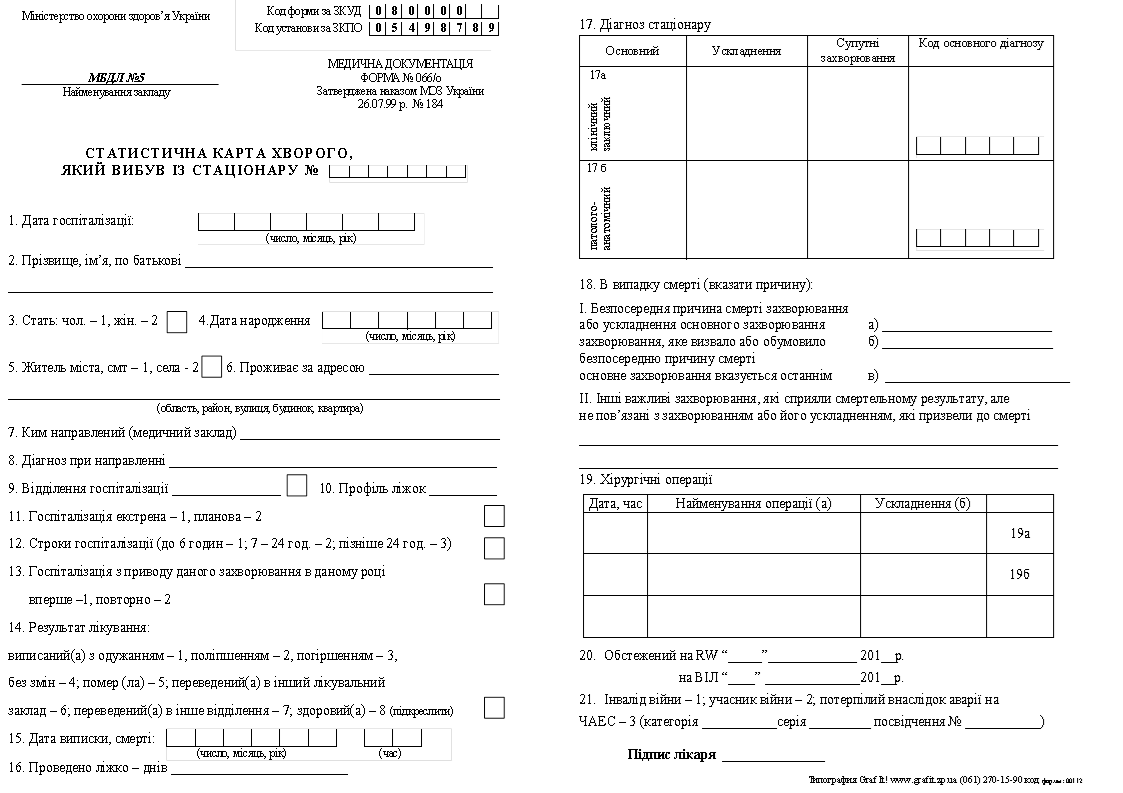 Міністерство охорони здоров’я України
Код форми за ЗКУД 0 8 0 0 0 0
Код установи за ЗКПО 0 5 4 9 8 7 8 9
МБДЛ №5
Найменування закладу
МЕДИЧНА ДОКУМЕНТАЦІЯ
ФОРМА № 066/о
Затверджена наказом МОЗ України
26.07.99 р. № 184
СТАТИСТИЧНА КАРТА ХВОРОГО,
ЯКИЙ ВИБУВ ІЗ СТАЦІОНАРУ №
1. Дата госпіталізації:
(число, місяць, рік)
2. Прізвище, ім’я, по батькові
3. Стать: чол. – 1, жін. – 2 4.Дата народження
(число, місяць, рік)
5. Житель міста, смт – 1, села - 2 6. Проживає за адресою
(область, район, вулиця, будинок, квартира)
7. Ким направлений (медичний заклад)
8. Діагноз при направленні
9. Відділення госпіталізації 10. Профіль ліжок
11. Госпіталізація екстрена – 1, планова – 2
12. Строки госпіталізації (до 6 годин – 1; 7 – 24 год. – 2; пізніше 24 год. – 3)
13. Госпіталізація з приводу даного захворювання в даному році
вперше –1, повторно – 2
14. Результат лікування:
виписаний(а) з одужанням – 1, поліпшенням – 2, погіршенням – 3,
без змін – 4; помер (ла) – 5; переведений(а) в інший лікувальний
заклад – 6; переведений(а) в інше відділення – 7; здоровий(а) – 8 (підкреслити)
15. Дата виписки, смерті:
(число, місяць, рік) (час)
16. Проведено ліжко – днів
17. Діагноз стаціонару
Основний Ускладнення Супутні захворювання Код основного діагнозу
17а
клінічний
заключний
17 б
патолого-
анатомічний
18. В випадку смерті (вказати причину):
І. Безпосередня причина смерті захворювання
або ускладнення основного захворювання а)
захворювання, яке визвало або обумовило б)
безпосередню причину смерті
основне захворювання вказується останнім в)
ІІ. Інші важливі захворювання, які сприяли смертельному результату, але
не пов’язані з захворюванням або його ускладненням, які призвели до смерті
19. Хірургічні операції
Дата, час Найменування операції (а) Ускладнення (б)
19а
19б
20. Обстежений на RW “_____”_____________ 201__р.
на ВІЛ “____” ______________201__р.
21. Інвалід війни – 1; учасник війни – 2; потерпілий внаслідок аварії на
ЧАЕС – 3 (категорія ___________серія _________ посвідчення № ___________)
Підпис лікаря
Типография Graf It! www.grafit.zp.ua (061) 270-15-90 код